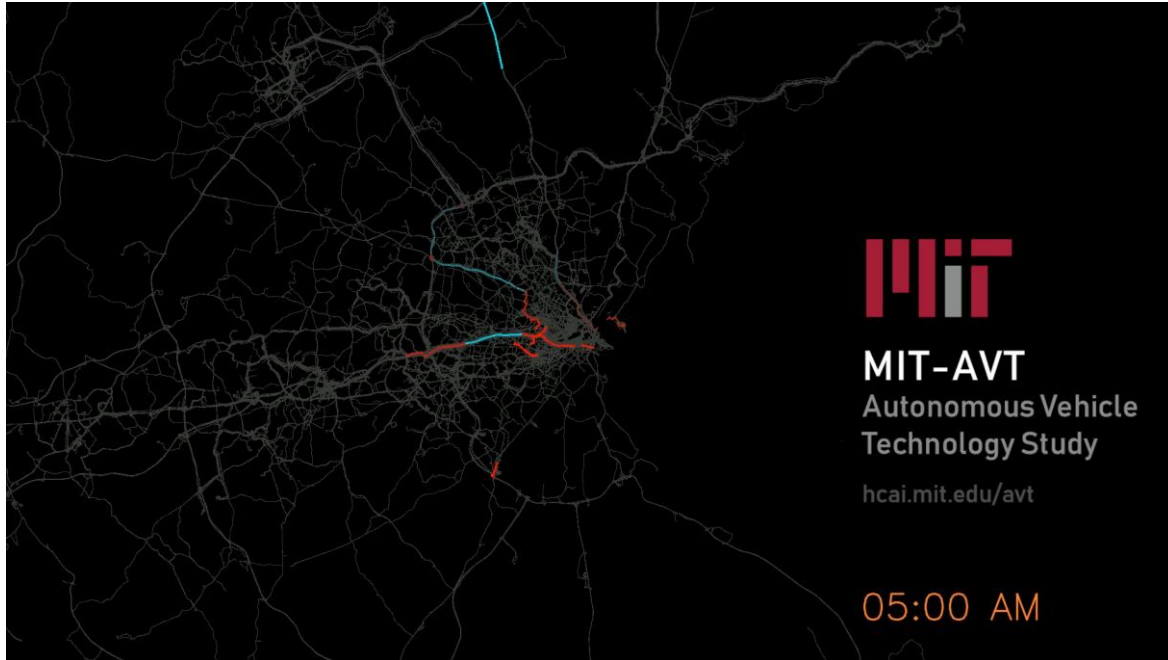 MIT
MIT-AVT
Autonomous Vehicle
Technology Study
hcai.mit.edu/avt
05:00 AM